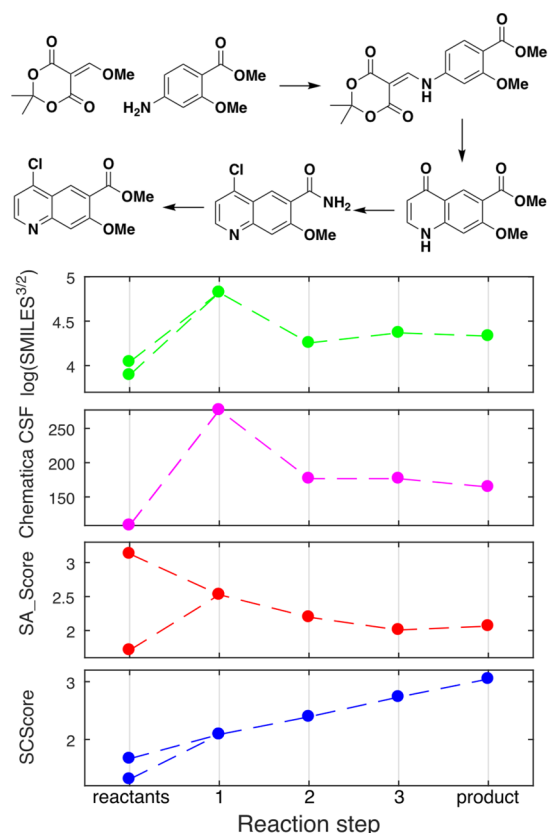 O
O
OMe
O
O
O
OMe
OMe
H2N
O
O
O
O
N
H
O
OMe
OMe
Cl
O
OMe
OMe
N
Cl
O
NH2
OMe
N
O
O
OMe
OMe
N
H
log(SMILES3/2)
5
4.5
4
Chematica CSF
250
200
150
SA_Score
3
2.5
2
SCScore
3
2
reactants 1 2 3 product
Reaction step